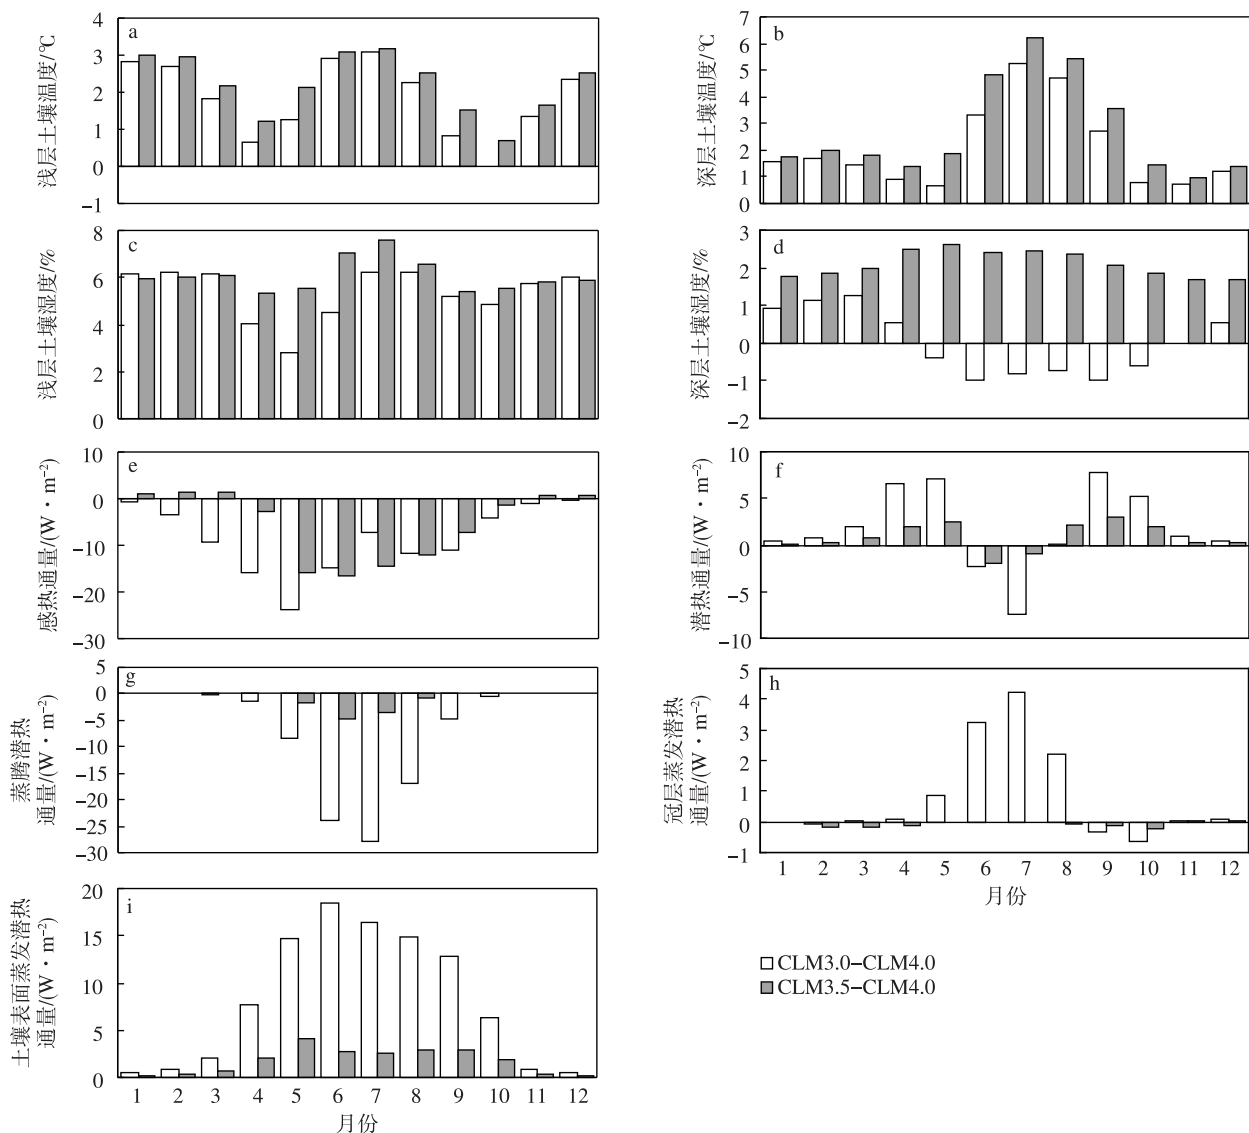 a
浅层土壤温度/℃
4
3
2
1
0
−1
b
深层土壤温度/℃
7
6
5
4
3
2
1
0
c
浅层土壤湿度/%
8
6
4
2
0
d
深层土壤湿度/%
3
2
1
0
−1
−2
e
感热通量/(W·m⁻²)
10
0
−10
−20
−30
f
潜热通量/(W·m⁻²)
10
5
0
−5
−10
g
蒸腾潜热
通量/(W·m⁻²)
5
0
−5
−10
−15
−20
−25
−30
h
冠层蒸发潜热
通量/(W·m⁻²)
5
4
3
2
1
0
−1
1 2 3 4 5 6 7 8 9 10 11 12
月份
i
土壤表面蒸发潜热
通量/(W·m⁻²)
20
15
10
5
0
1 2 3 4 5 6 7 8 9 10 11 12
月份
CLM3.0−CLM4.0
CLM3.5−CLM4.0